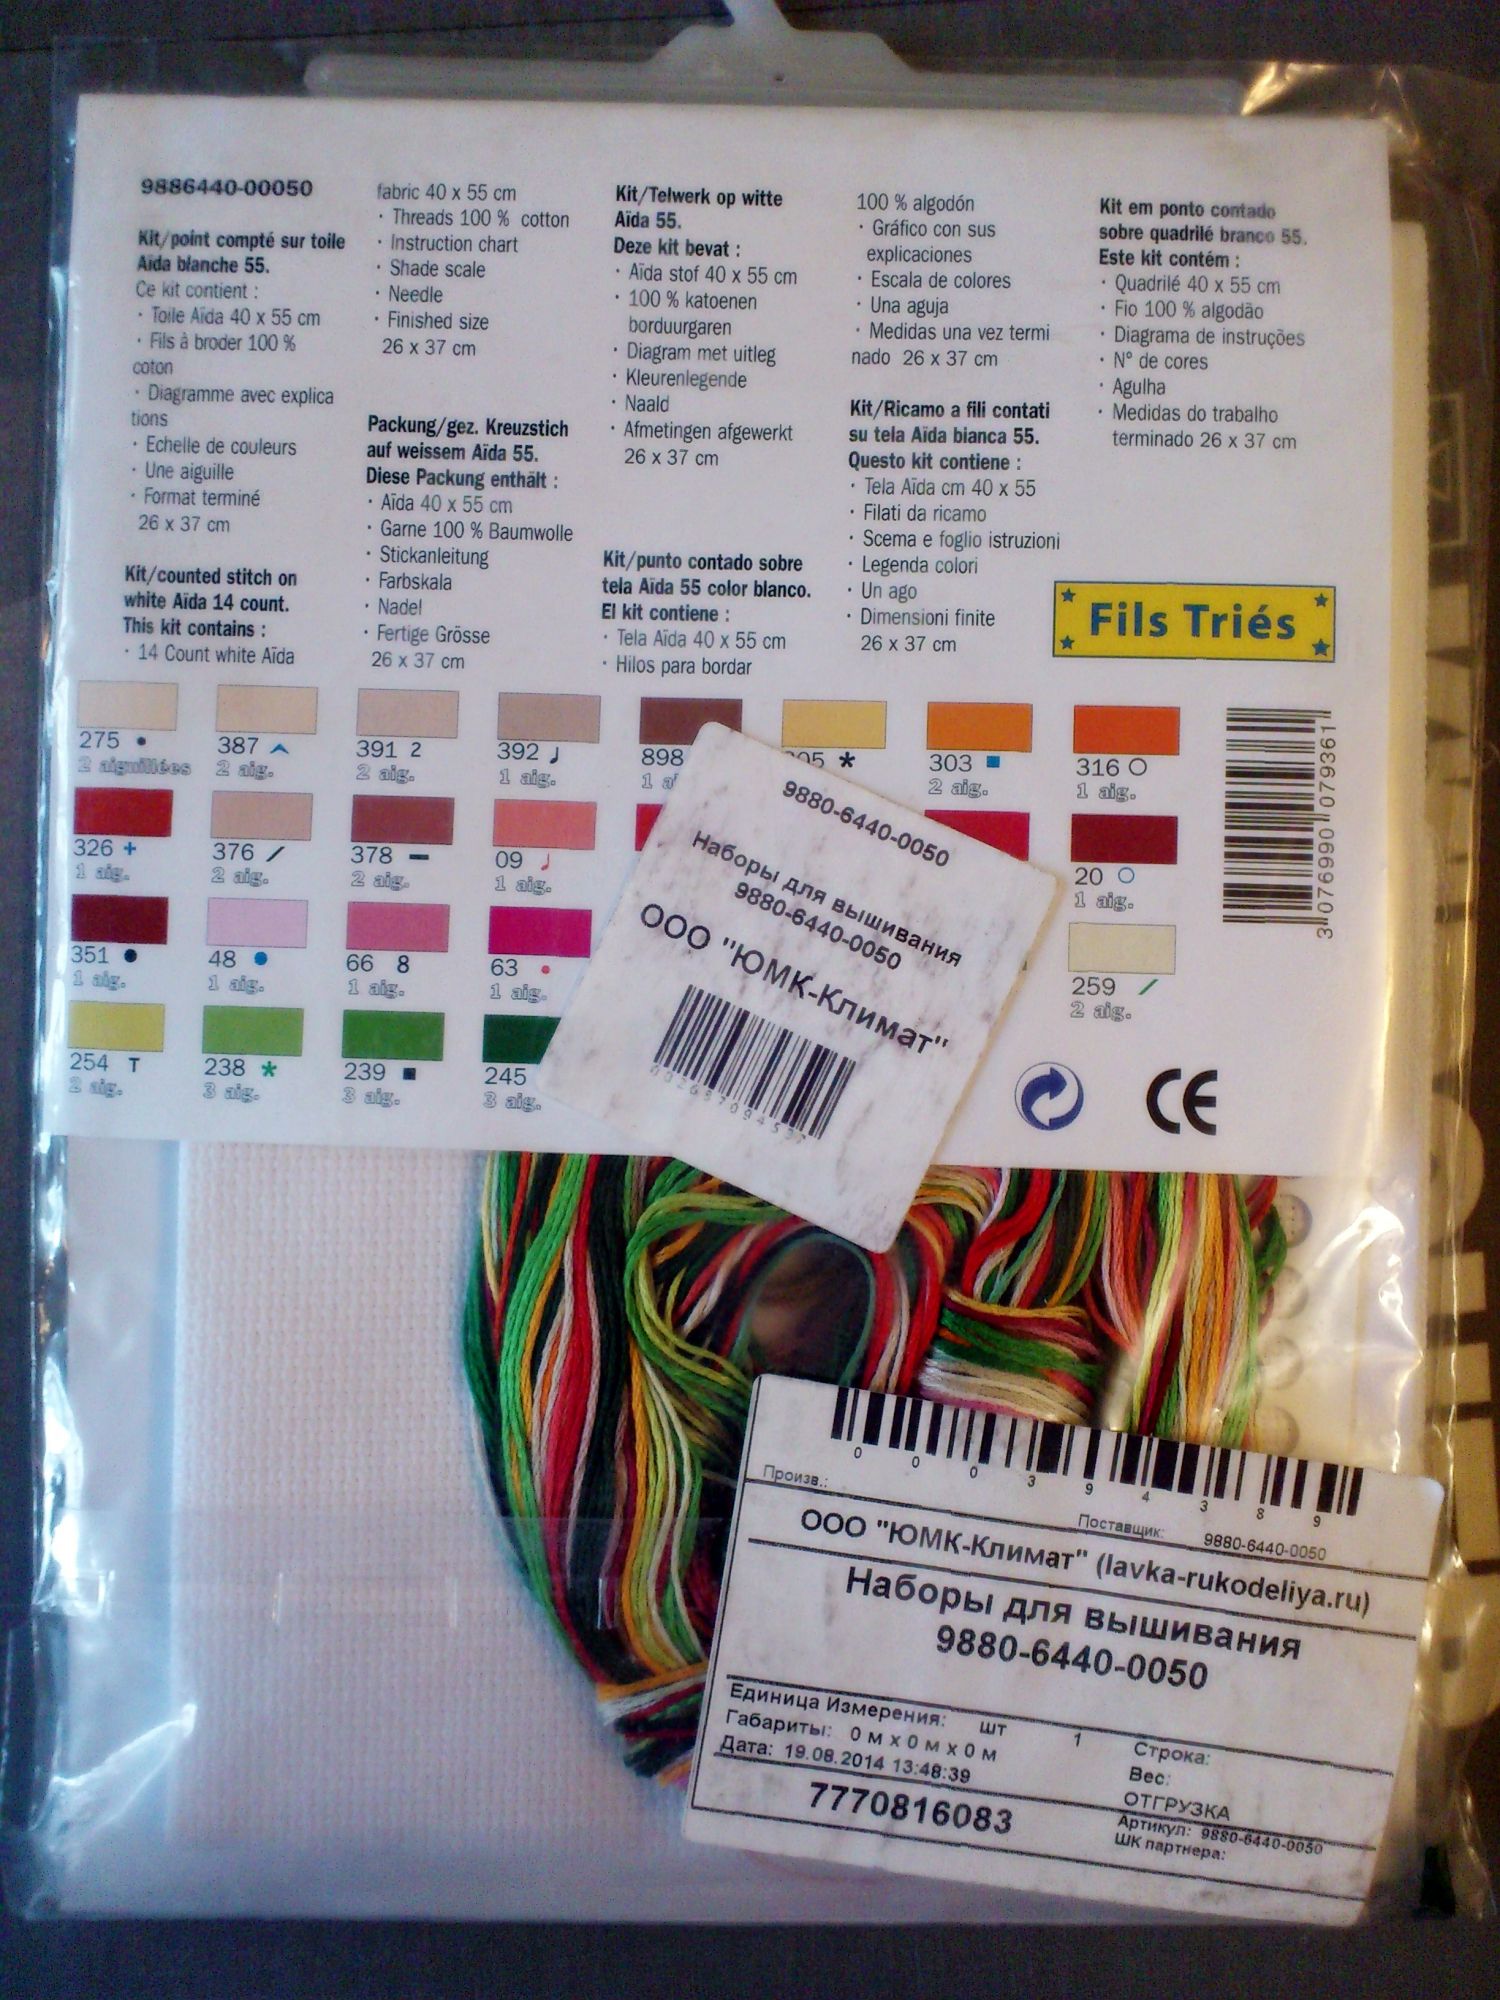 9886440-00050
Kit/point compté sur toile
Aïda blanche 55.
Ce kit contient :
· Toile Aïda 40 x 55 cm
· Fils à broder 100 %
coton
· Diagramme avec explica
tions
· Echelle de couleurs
· Une aiguille
· Format terminé
26 x 37 cm
Kit/counted stitch on
white Aïda 14 count.
This kit contains :
· 14 Count white Aïda
fabric 40 x 55 cm
· Threads 100 % cotton
· Instruction chart
· Shade scale
· Needle
· Finished size
26 x 37 cm
Packung/gez. Kreuzstich
auf weissem Aïda 55.
Diese Packung enthält :
· Aïda 40 x 55 cm
· Garne 100 % Baumwolle
· Stickanleitung
· Farbskala
· Nadel
· Fertige Grösse
26 x 37 cm
Kit/Telwerk op witte
Aïda 55.
Deze kit bevat :
· Aïda stof 40 x 55 cm
· 100 % katoenen
borduurgaren
· Diagram met uitleg
· Kleurenlegende
· Naald
· Afmetingen afgewerkt
26 x 37 cm
Kit/punto contado sobre
tela Aïda 55 color blanco.
El kit contiene :
· Tela Aïda 40 x 55 cm
· Hilos para bordar
100 % algodón
· Gráfico con sus
explicaciones
· Escala de colores
· Una aguja
· Medidas una vez termi
nado 26 x 37 cm
Kit/Ricamo a fili contati
su tela Aïda bianca 55.
Questo kit contiene :
· Tela Aïda cm 40 x 55
· Filati da ricamo
· Scema e foglio istruzioni
· Legenda colori
· Un ago
· Dimensioni finite
26 x 37 cm
Kit em ponto contado
sobre quadrilé branco 55.
Este kit contém :
· Quadrilé 40 x 55 cm
· Fio 100 % algodão
· Diagrama de instruções
· N° de cores
· Agulha
· Medidas do trabalho
terminado 26 x 37 cm
Fils Triés
275 387 391 2 392 898 303 316
2 aiguillées 2 aig. 2 aig. 1 aig. 2 aig. 1 aig.
326 + 376 378 09 20
1 aig. 2 aig. 2 aig. 1 aig. 1 aig.
351 48 66 8 63 259
1 aig. 1 aig. 1 aig. 1 aig. 2 aig.
254 T 238 * 239 245
2 aig. 3 aig. 3 aig. 3 aig.
3 076990 079361
CE
9880-6440-0050
Наборы для вышивания
9880-6440-0050
ООО "ЮМК-Климат"
0 0 0 3 9 4 3 8 9
Произв.:
Поставщик: 9880-6440-0050
ООО "ЮМК-Климат" (lavka-rukodeliya.ru)
Наборы для вышивания
9880-6440-0050
Единица Измерения: шт 1
Габариты: 0 м х 0 м х 0 м
Дата: 19.08.2014 13:48:39
7770816083
Строка:
Вес:
ОТГРУЗКА
Артикул: 9880-6440-0050
ШК партнера: